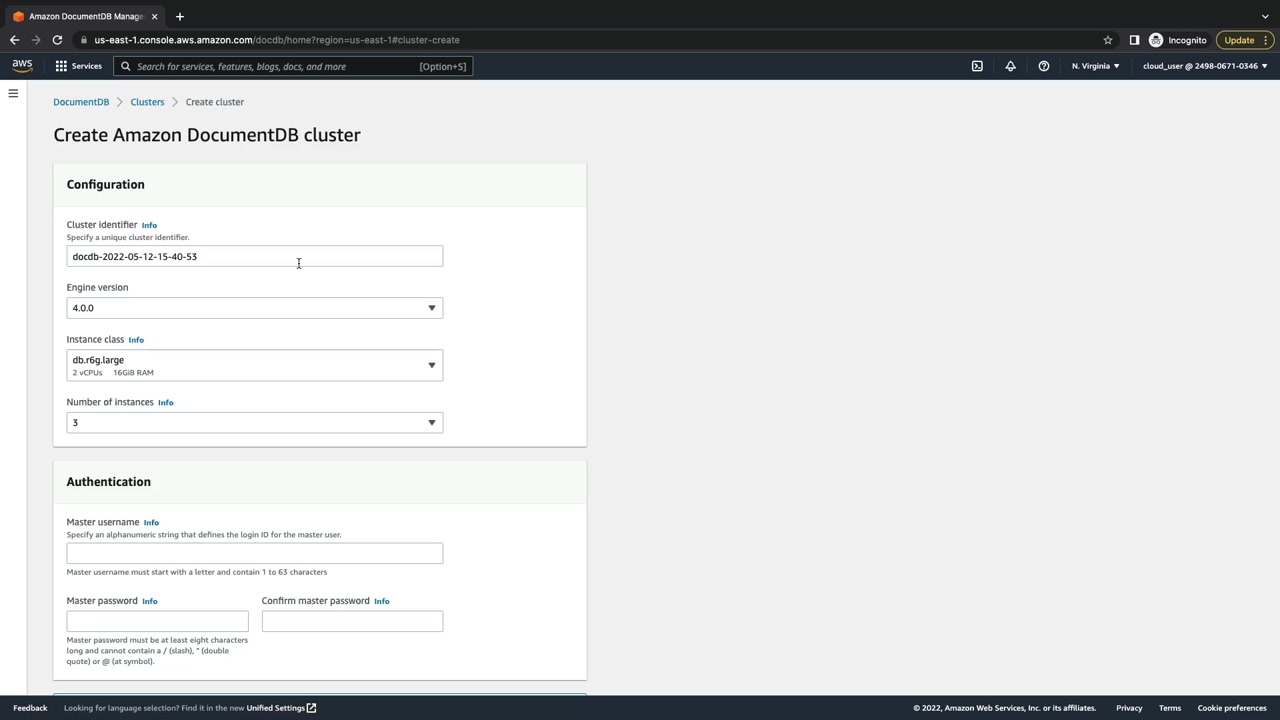 Amazon DocumentDB Manage
us-east-1.console.aws.amazon.com/docdb/home?region=us-east-1#cluster-create
Incognito
Update
aws
Services
Search for services, features, blogs, docs, and more
[Option+S]
N. Virginia
cloud_user @ 2498-0671-0346
DocumentDB
Clusters
Create cluster
Create Amazon DocumentDB cluster
Configuration
Cluster identifier Info
Specify a unique cluster identifier.
docdb-2022-05-12-15-40-53
Engine version
4.0.0
Instance class Info
db.r6g.large
2 vCPUs 16GiB RAM
Number of instances Info
3
Authentication
Master username Info
Specify an alphanumeric string that defines the login ID for the master user.
Master username must start with a letter and contain 1 to 63 characters
Master password Info
Confirm master password Info
Master password must be at least eight characters
long and cannot contain a / (slash), " (double
quote) or @ (at symbol).
Feedback
Looking for language selection? Find it in the new Unified Settings
© 2022, Amazon Web Services, Inc. or its affiliates.
Privacy
Terms
Cookie preferences